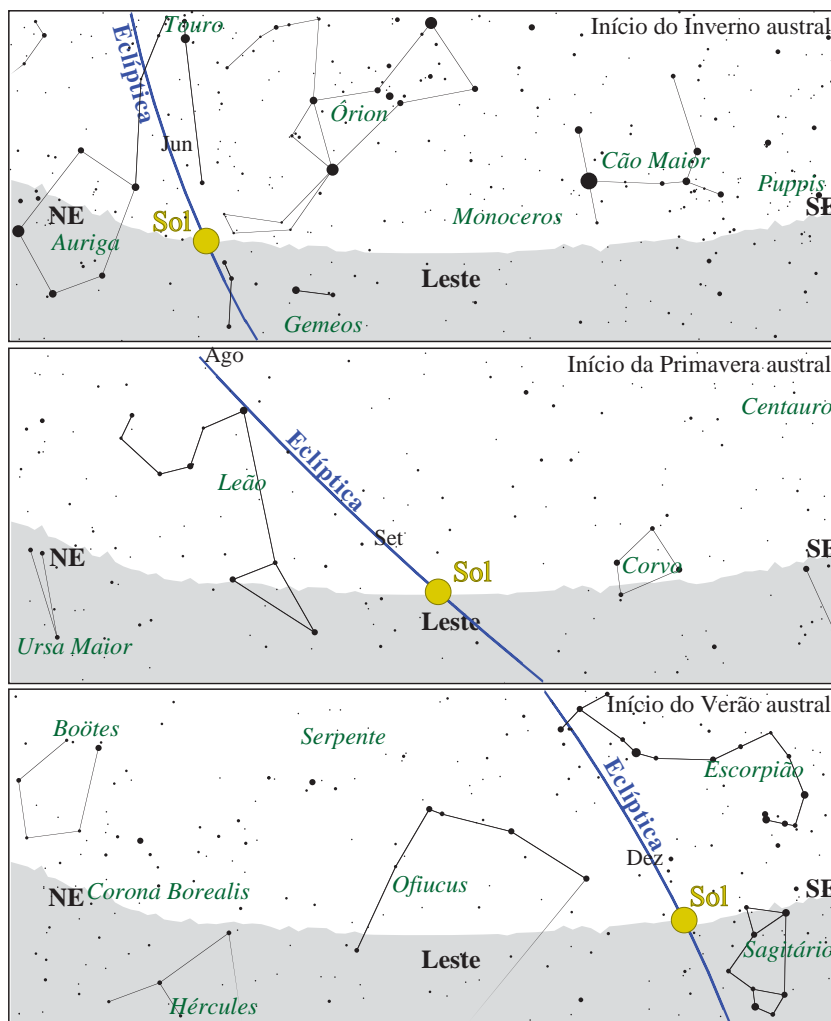 Touro
Início do Inverno austral
Eclíptica
Órion
Jun
Cão Maior
Puppis
NE
Sol
Monoceros
SE
Auriga
Leste
Gemeos
Ago
Início da Primavera austral
Centauro
Eclíptica
Leão
Set
NE
Sol
Corvo
SE
Leste
Ursa Maior
Início do Verão austral
Boötes
Serpente
Escorpião
Eclíptica
Dez
NE
Corona Borealis
Ofiucus
Sol
SE
Leste
Sagitário
Hércules